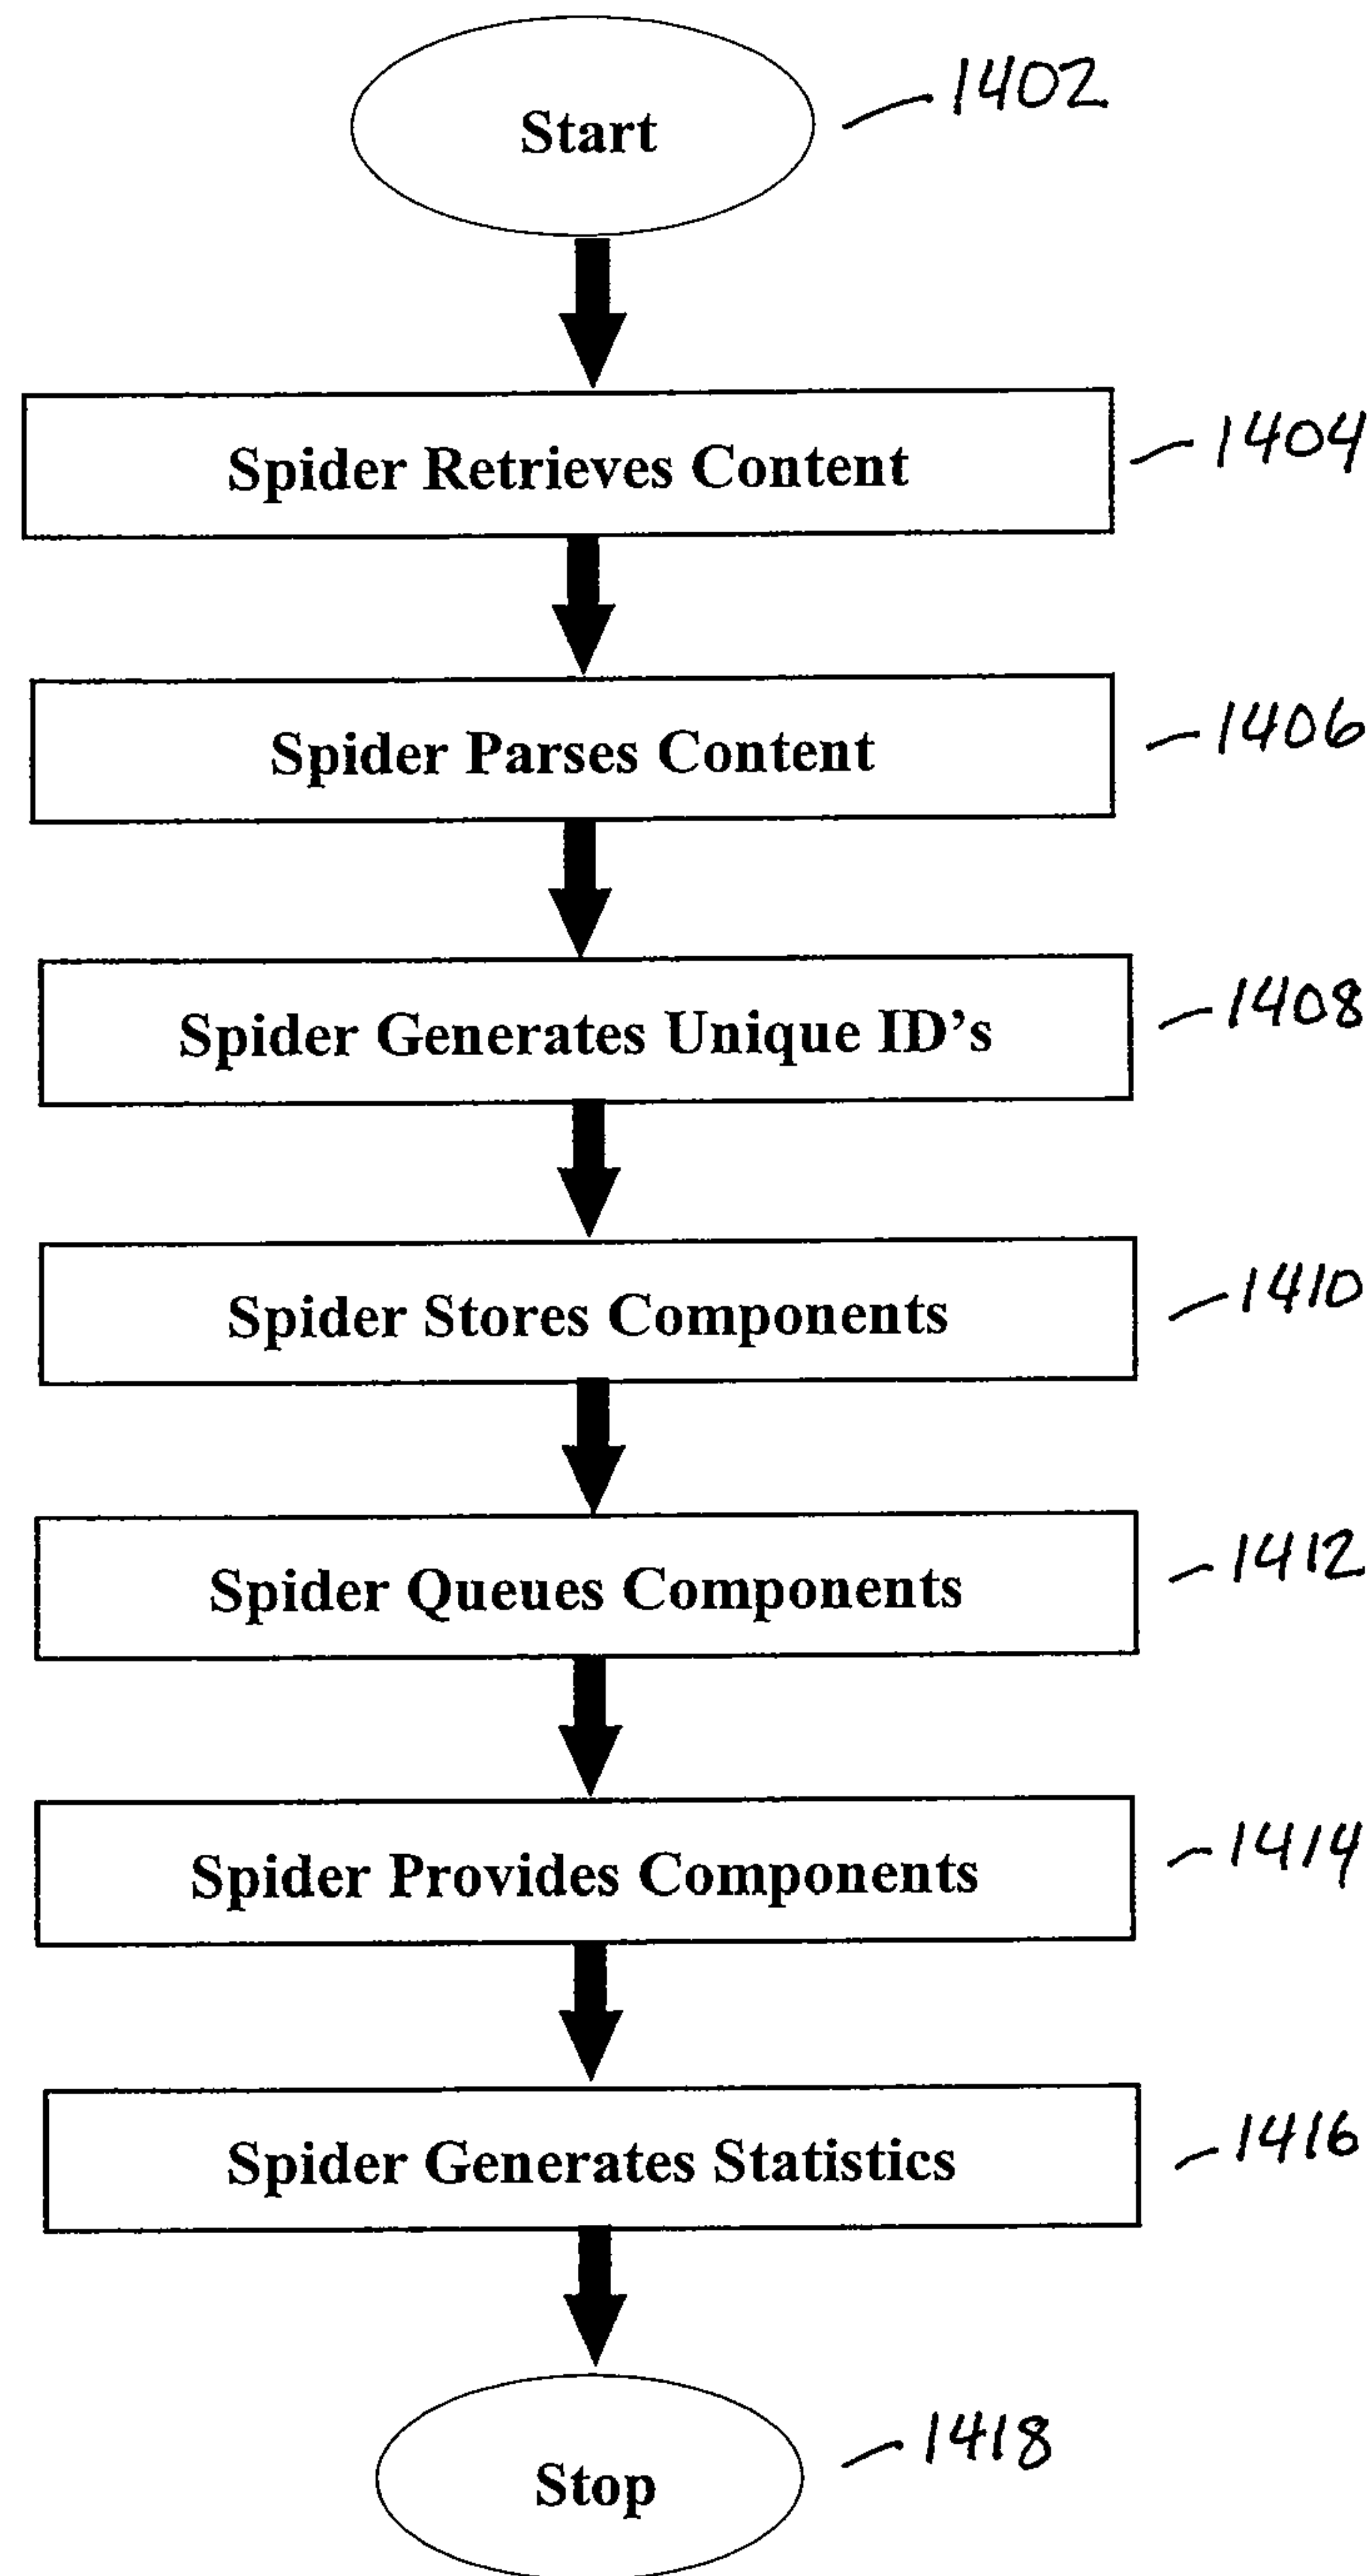 Start
1402
Spider Retrieves Content
1404
Spider Parses Content
1406
Spider Generates Unique ID’s
1408
Spider Stores Components
1410
Spider Queues Components
1412
Spider Provides Components
1414
Spider Generates Statistics
1416
Stop
1418